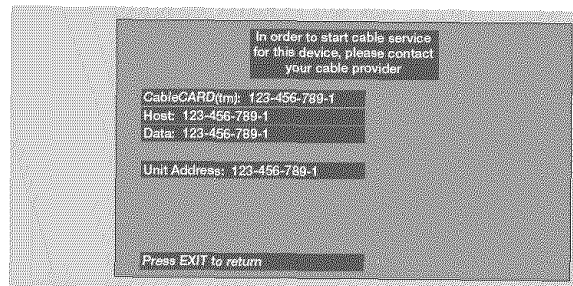 In order to start cable service
for this device, please contact
your cable provider
CableCARD(tm): 123-456-789-1
Host: 123-456-789-1
Data: 123-456-789-1
Unit Address: 123-456-789-1
Press EXIT to return